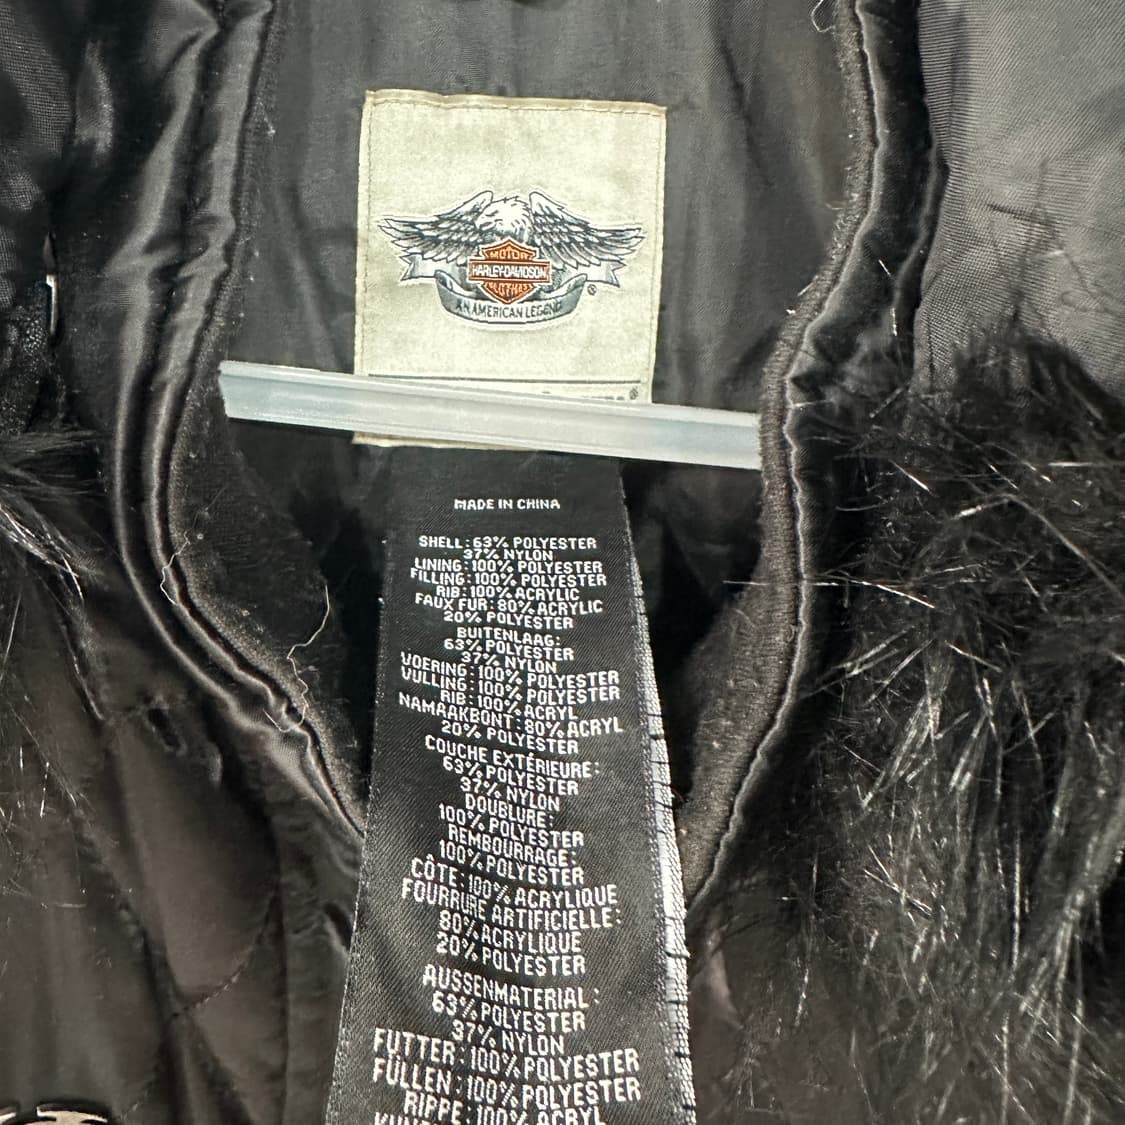 MOTOR
HARLEY-DAVIDSON
CLOTHES
AN AMERICAN LEGEND
®
®
MADE IN CHINA
SHELL:63% POLYESTER
37% NYLON
LINING:100% POLYESTER
FILLING:100% POLYESTER
RIB:100% ACRYLIC
FAUX FUR:80% ACRYLIC
20% POLYESTER
BUITENLAAG:
63% POLYESTER
37% NYLON
VOERING:100% POLYESTER
VULLING:100% POLYESTER
RIB:100% ACRYL
NAMAAKBONT:80% ACRYL
20% POLYESTER
COUCHE EXTÉRIEURE:
63% POLYESTER
37% NYLON
DOUBLURE:
100% POLYESTER
REMBOURRAGE:
100% POLYESTER
CÔTE:100% ACRYLIQUE
FOURRURE ARTIFICIELLE:
80% ACRYLIQUE
20% POLYESTER
AUSSENMATERIAL:
63% POLYESTER
37% NYLON
FUTTER:100% POLYESTER
FÜLLEN:100% POLYESTER
RIPPE:100% ACRYL